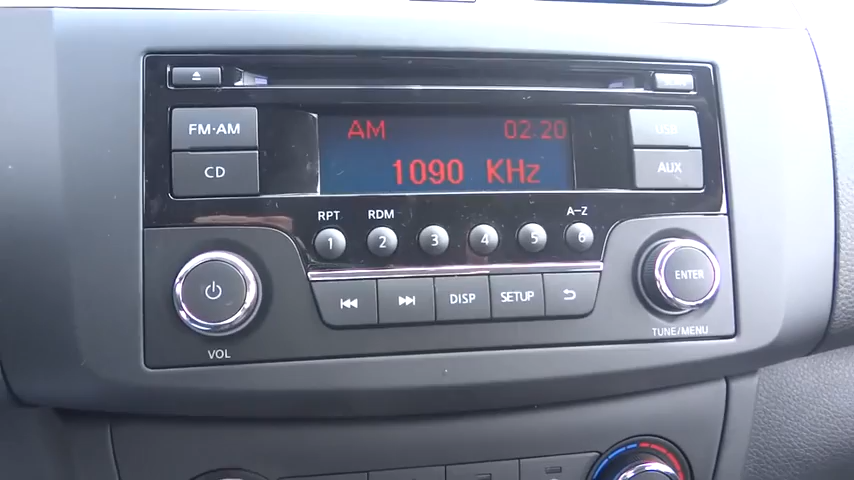 FM·AM
CD
AM 02:20
1090 KHz
USB
AUX
RPT RDM A-Z
1 2 3 4 5 6
DISP SETUP
ENTER
VOL
TUNE/MENU